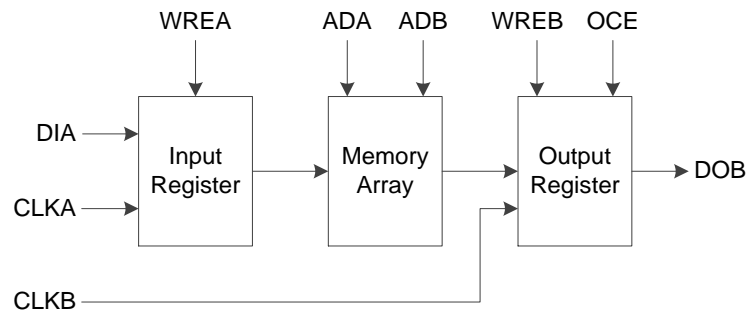 WREA ADA ADB WREB OCE
DIA
Input
Register
Memory
Array
Output
Register
DOB
CLKA
CLKB